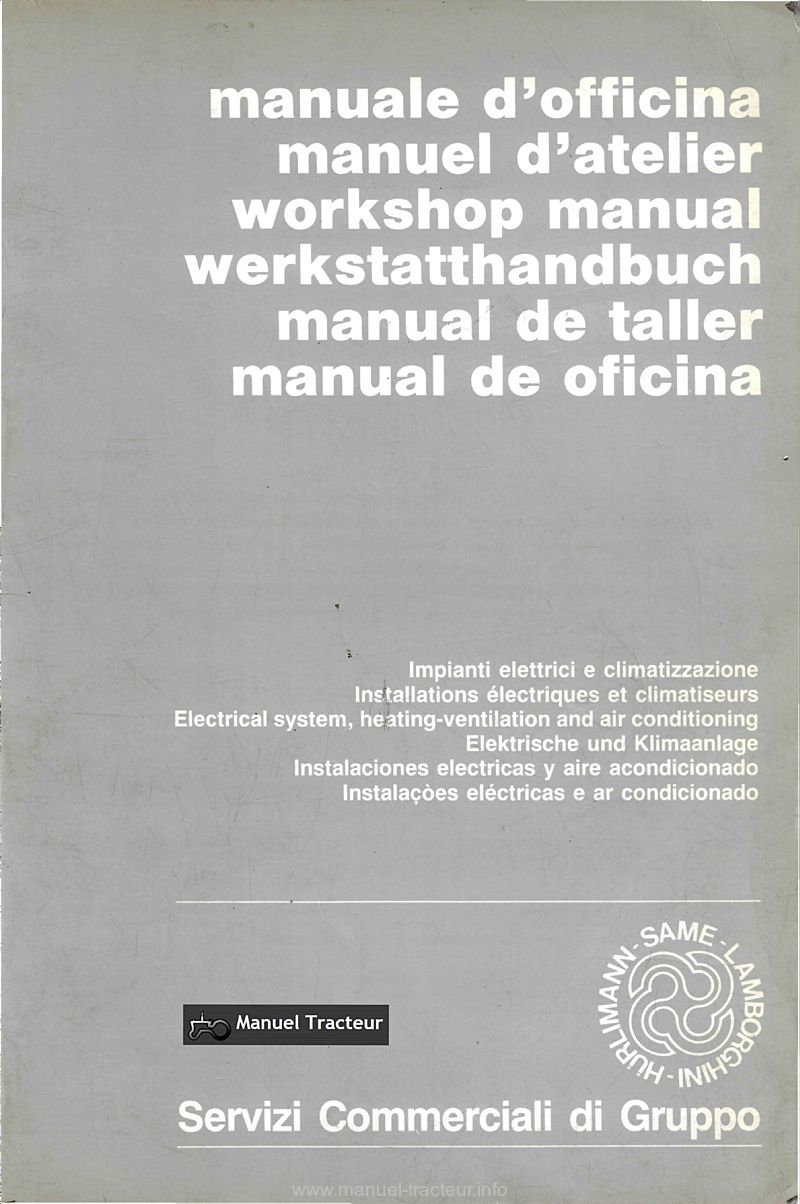 manuale d'officina
manuel d'atelier
workshop manual
werkstatthandbuch
manual de taller
manual de oficina
Impianti elettrici e climatizzazione
Installations électriques et climatiseurs
Electrical system, heating-ventilation and air conditioning
Elektrische und Klimaanlage
Instalaciones electricas y aire acondicionado
Instalaçòes eléctricas e ar condicionado
HÜRLIMANN-SAME-LAMBORGHINI-
Manuel Tracteur
Servizi Commerciali di Gruppo
www.manuel-tracteur.info